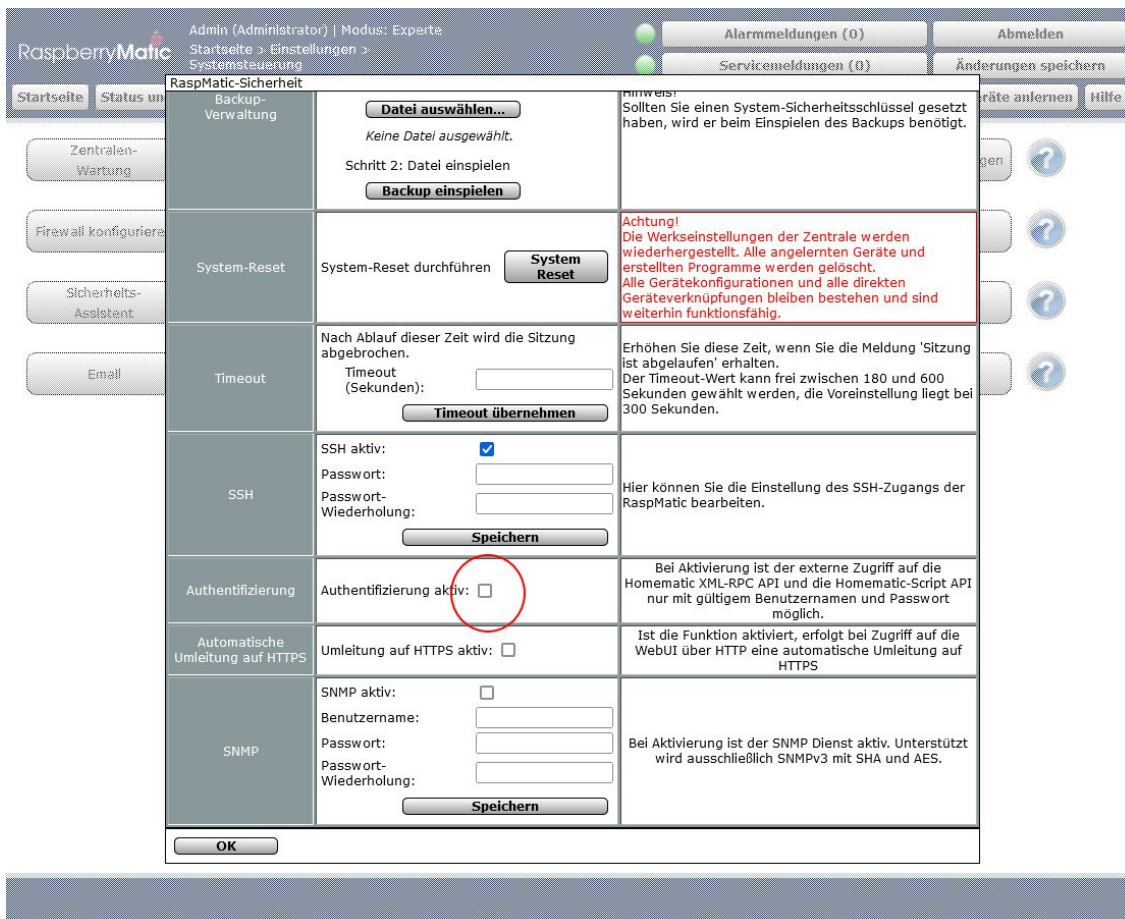 RaspberryMatic
Admin (Administrator) | Modus: Experte
Startseite > Einstellungen >
Systemsteuerung
Alarmmeldungen (0)
Abmelden
Servicemeldungen (0)
Änderungen speichern
Startseite
Status un
räte anlernen
Hilfe
Zentralen-
Wartung
gen
Firewall konfiguriere
Sicherheits-
Assistent
Email
RaspMatic-Sicherheit
Backup-
Verwaltung
Datei auswählen...
Keine Datei ausgewählt.
Schritt 2: Datei einspielen
Backup einspielen
Hinweis!
Sollten Sie einen System-Sicherheitsschlüssel gesetzt
haben, wird er beim Einspielen des Backups benötigt.
System-Reset
System-Reset durchführen
System
Reset
Achtung!
Die Werkseinstellungen der Zentrale werden
wiederhergestellt. Alle angelernten Geräte und
erstellten Programme werden gelöscht.
Alle Gerätekonfigurationen und alle direkten
Geräteverknüpfungen bleiben bestehen und sind
weiterhin funktionsfähig.
Timeout
Nach Ablauf dieser Zeit wird die Sitzung
abgebrochen.
Timeout
(Sekunden):
Timeout übernehmen
Erhöhen Sie diese Zeit, wenn Sie die Meldung 'Sitzung
ist abgelaufen' erhalten.
Der Timeout-Wert kann frei zwischen 180 und 600
Sekunden gewählt werden, die Voreinstellung liegt bei
300 Sekunden.
SSH
SSH aktiv:
Passwort:
Passwort-
Wiederholung:
Speichern
Hier können Sie die Einstellung des SSH-Zugangs der
RaspMatic bearbeiten.
Authentifizierung
Authentifizierung aktiv:
Bei Aktivierung ist der externe Zugriff auf die
Homematic XML-RPC API und die Homematic-Script API
nur mit gültigem Benutzernamen und Passwort
möglich.
Automatische
Umleitung auf HTTPS
Umleitung auf HTTPS aktiv:
Ist die Funktion aktiviert, erfolgt bei Zugriff auf die
WebUI über HTTP eine automatische Umleitung auf
HTTPS
SNMP
SNMP aktiv:
Benutzername:
Passwort:
Passwort-
Wiederholung:
Speichern
Bei Aktivierung ist der SNMP Dienst aktiv. Unterstützt
wird ausschließlich SNMPv3 mit SHA und AES.
OK